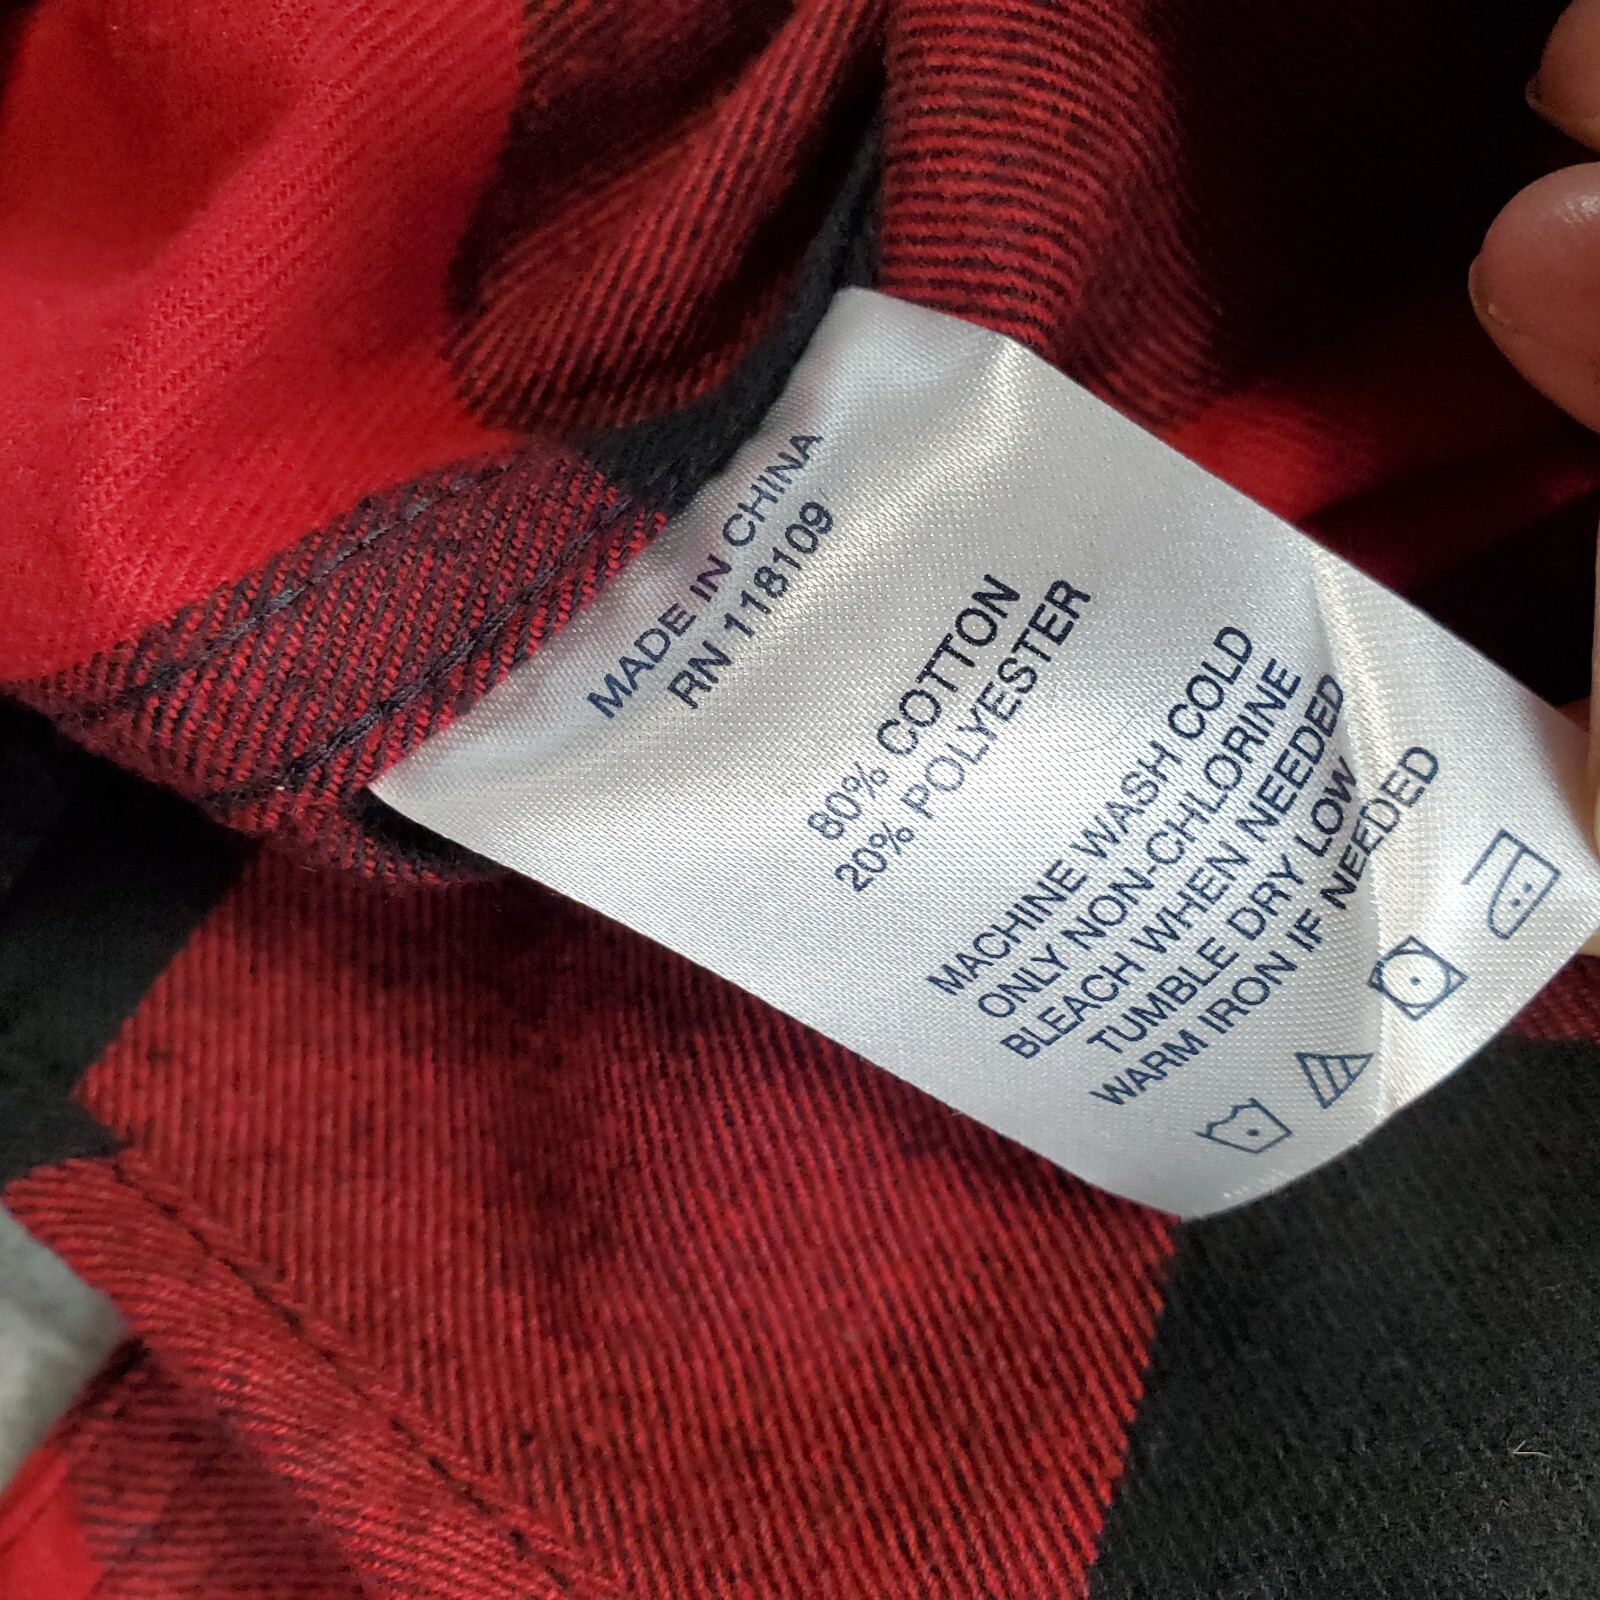 MADE IN CHINA
RN 118109
80% COTTON
20% POLYESTER
MACHINE WASH COLD
ONLY NON-CHLORINE
BLEACH WHEN NEEDED
TUMBLE DRY LOW
WARM IRON IF NEEDED